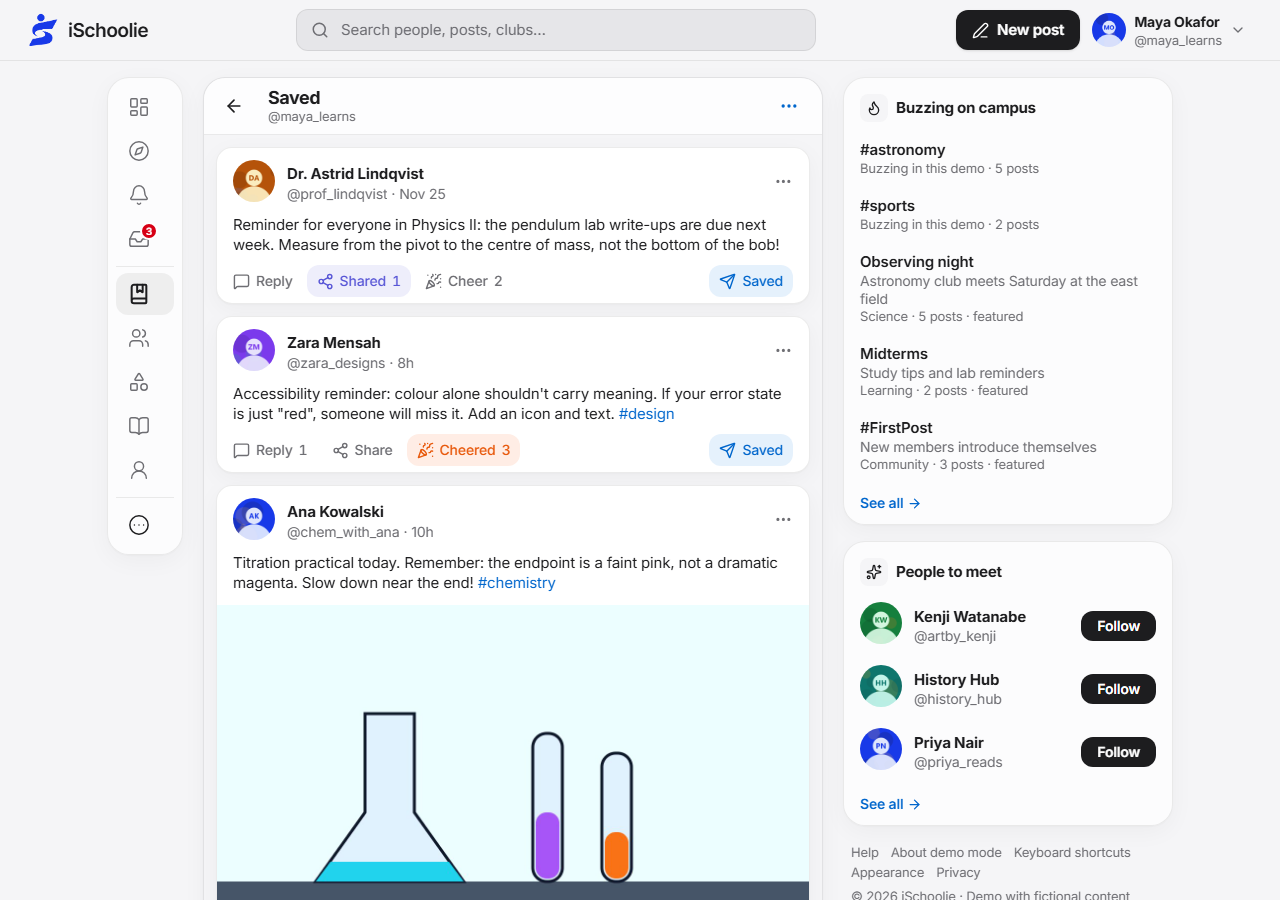 iSchoolie
Search people, posts, clubs...
New post
MO
Maya Okafor
@maya_learns
3
Saved
@maya_learns
DA
Dr. Astrid Lindqvist
@prof_lindqvist · Nov 25
Reminder for everyone in Physics II: the pendulum lab write-ups are due next
week. Measure from the pivot to the centre of mass, not the bottom of the bob!
Reply
Shared 1
Cheer 2
Saved
ZM
Zara Mensah
@zara_designs · 8h
Accessibility reminder: colour alone shouldn't carry meaning. If your error state
is just "red", someone will miss it. Add an icon and text. #design
Reply 1
Share
Cheered 3
Saved
AK
Ana Kowalski
@chem_with_ana · 10h
Titration practical today. Remember: the endpoint is a faint pink, not a dramatic
magenta. Slow down near the end! #chemistry
Buzzing on campus
#astronomy
Buzzing in this demo · 5 posts
#sports
Buzzing in this demo · 2 posts
Observing night
Astronomy club meets Saturday at the east
field
Science · 5 posts · featured
Midterms
Study tips and lab reminders
Learning · 2 posts · featured
#FirstPost
New members introduce themselves
Community · 3 posts · featured
See all →
People to meet
KW
Kenji Watanabe
@artby_kenji
Follow
HH
History Hub
@history_hub
Follow
PN
Priya Nair
@priya_reads
Follow
See all →
Help About demo mode Keyboard shortcuts
Appearance Privacy
© 2026 iSchoolie · Demo with fictional content